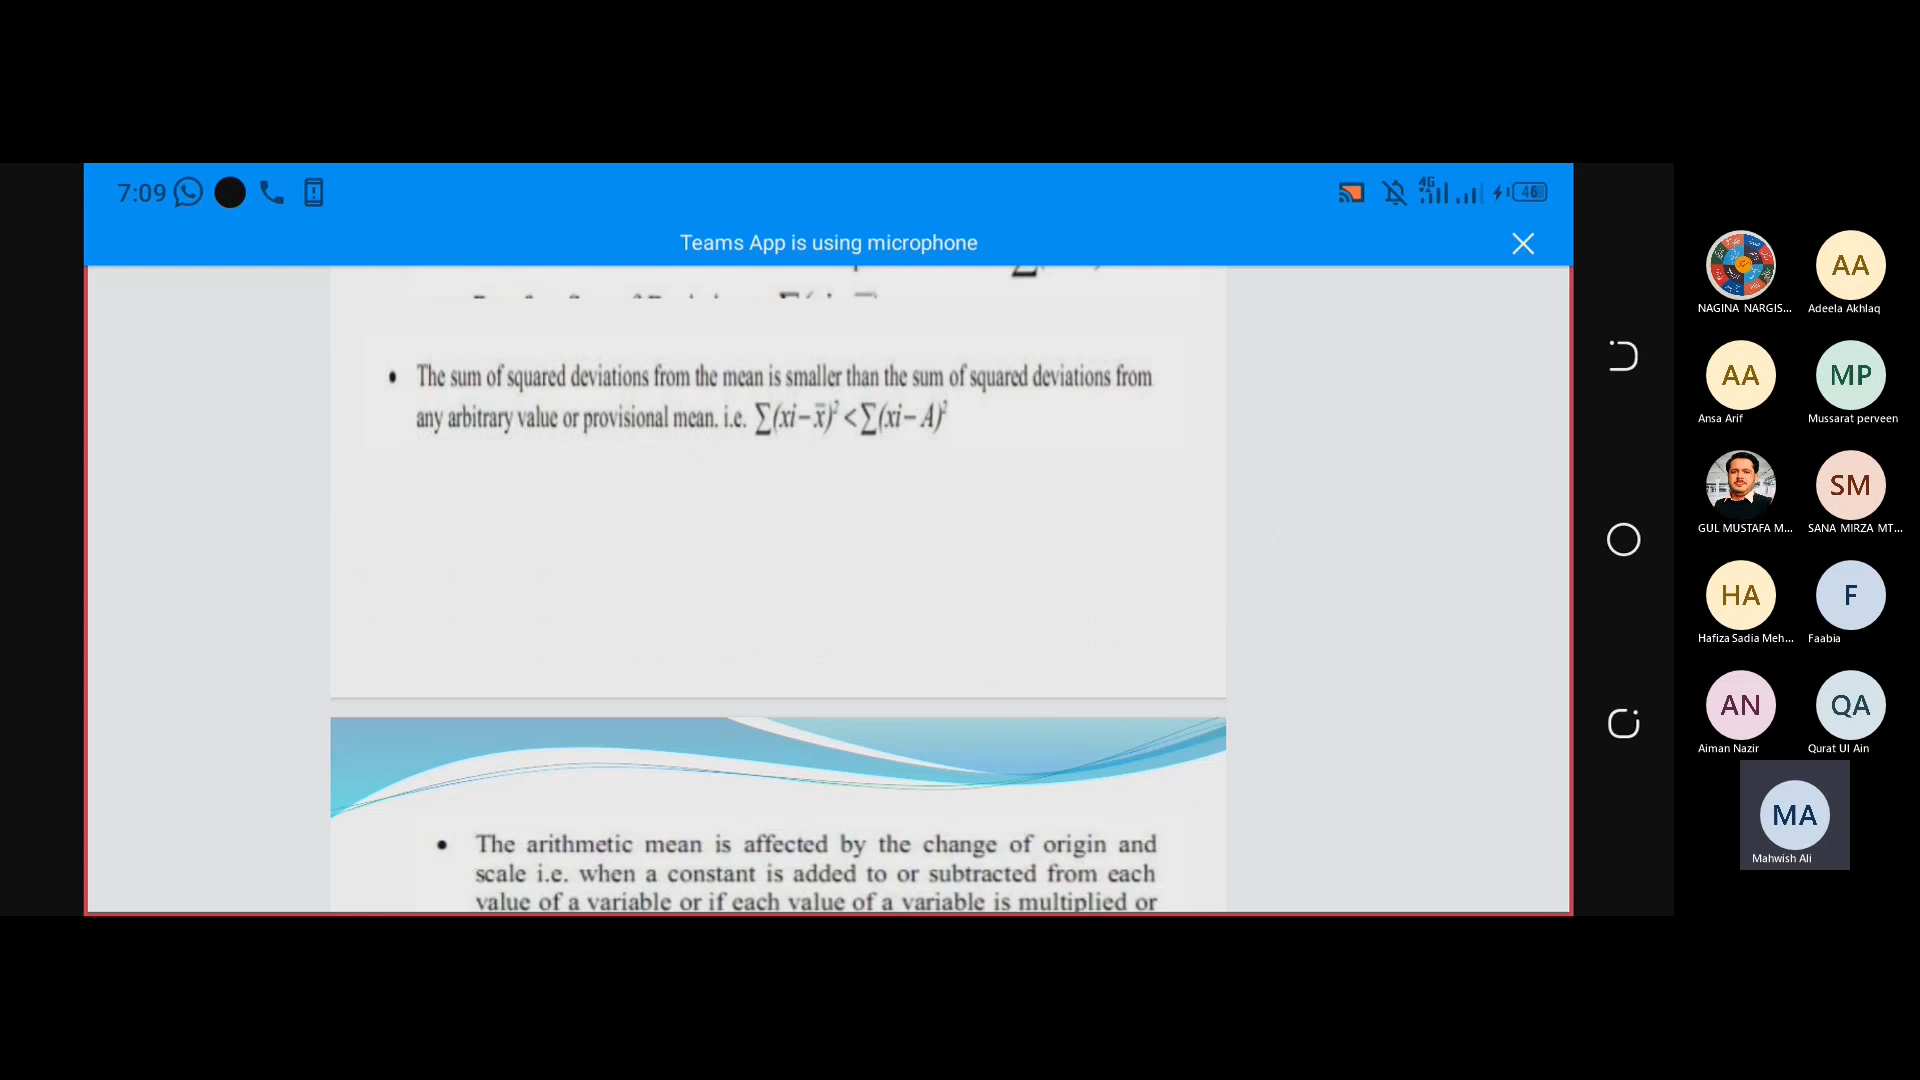 7:09
4G
46
Teams App is using microphone
• The sum of squared deviations from the mean is smaller than the sum of squared deviations from
any arbitrary value or provisional mean. i.e. ∑(xi – x̄)² < ∑(xi – A)²
• The arithmetic mean is affected by the change of origin and
scale i.e. when a constant is added to or subtracted from each
value of a variable or if each value of a variable is multiplied or
AA
NAGINA NARGIS...
Adeela Akhlaq
AA
MP
Ansa Arif
Mussarat perveen
SM
GUL MUSTAFA M...
SANA MIRZA MT...
HA
F
Hafiza Sadia Meh...
Faabia
AN
QA
Aiman Nazir
Qurat Ul Ain
MA
Mahwish Ali